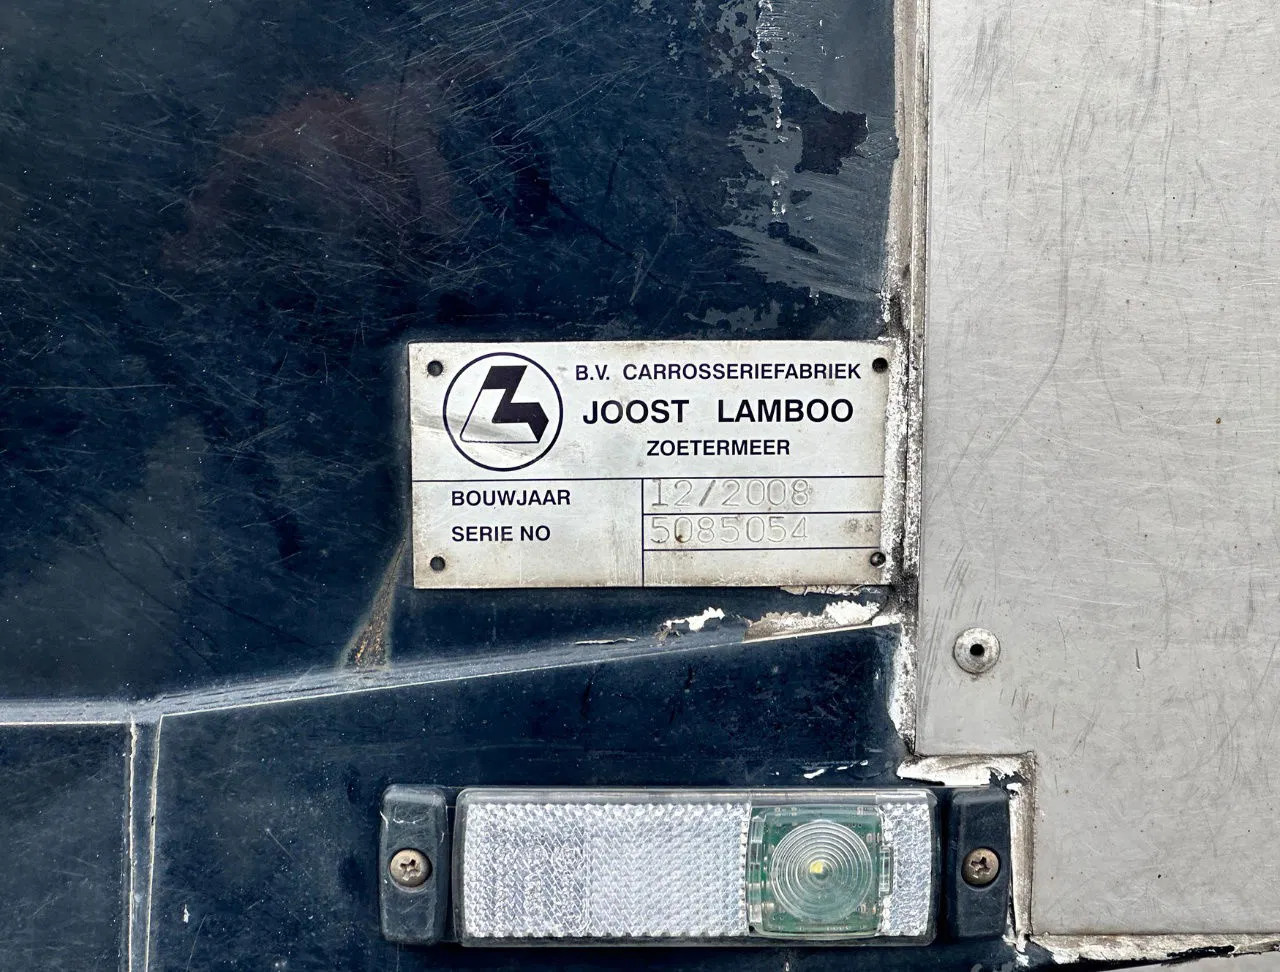 B.V. CARROSSERIEFABRIEK
JOOST LAMBOO
ZOETERMEER
BOUWJAAR 12/2008
SERIE NO 5085054